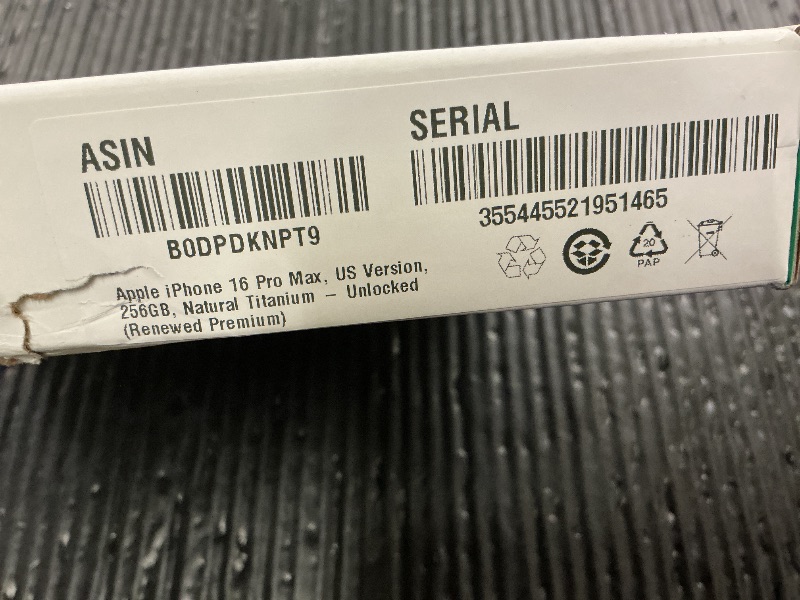 ASIN
B0DPDKNPT9
Apple iPhone 16 Pro Max, US Version,
256GB, Natural Titanium – Unlocked
(Renewed Premium)
SERIAL
355445521951465
20
PAP